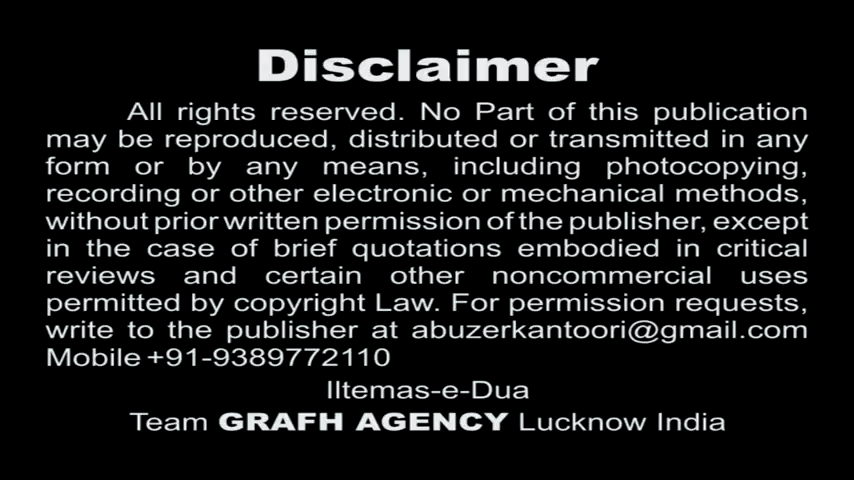 Disclaimer
All rights reserved. No Part of this publication
may be reproduced, distributed or transmitted in any
form or by any means, including photocopying,
recording or other electronic or mechanical methods,
without prior written permission of the publisher, except
in the case of brief quotations embodied in critical
reviews and certain other noncommercial uses
permitted by copyright Law. For permission requests,
write to the publisher at abuzerkantoori@gmail.com
Mobile +91-9389772110
IItemas-e-Dua
Team GRAFH AGENCY Lucknow India